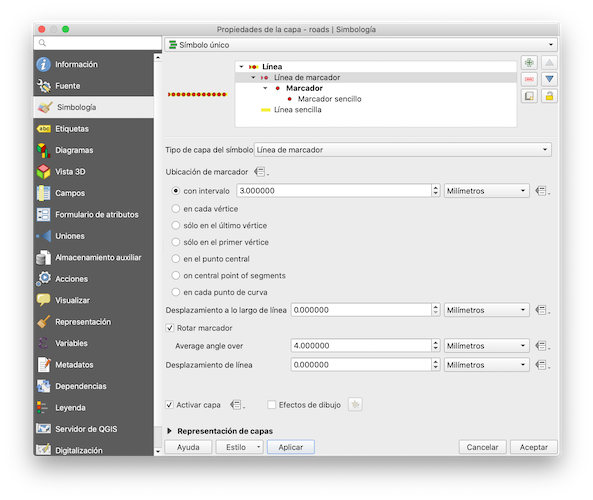 Propiedades de la capa - roads | Simbología
Símbolo único
Información
Fuente
Simbología
abc Etiquetas
Diagramas
Vista 3D
Campos
Formulario de atributos
Uniones
Almacenamiento auxiliar
Acciones
Visualizar
Representación
Variables
Metadatos
Dependencias
Leyenda
Servidor de QGIS
Digitalización
Línea
Línea de marcador
Marcador
Marcador sencillo
Línea sencilla
Tipo de capa del símbolo Línea de marcador
Ubicación de marcador
con intervalo 3.000000 Milímetros
en cada vértice
sólo en el último vértice
sólo en el primer vértice
en el punto central
on central point of segments
en cada punto de curva
Desplazamiento a lo largo de línea 0.000000 Milímetros
Rotar marcador
Average angle over 4.000000 Milímetros
Desplazamiento de línea 0.000000 Milímetros
Activar capa Efectos de dibujo
Representación de capas
Ayuda Estilo Aplicar Cancelar Aceptar